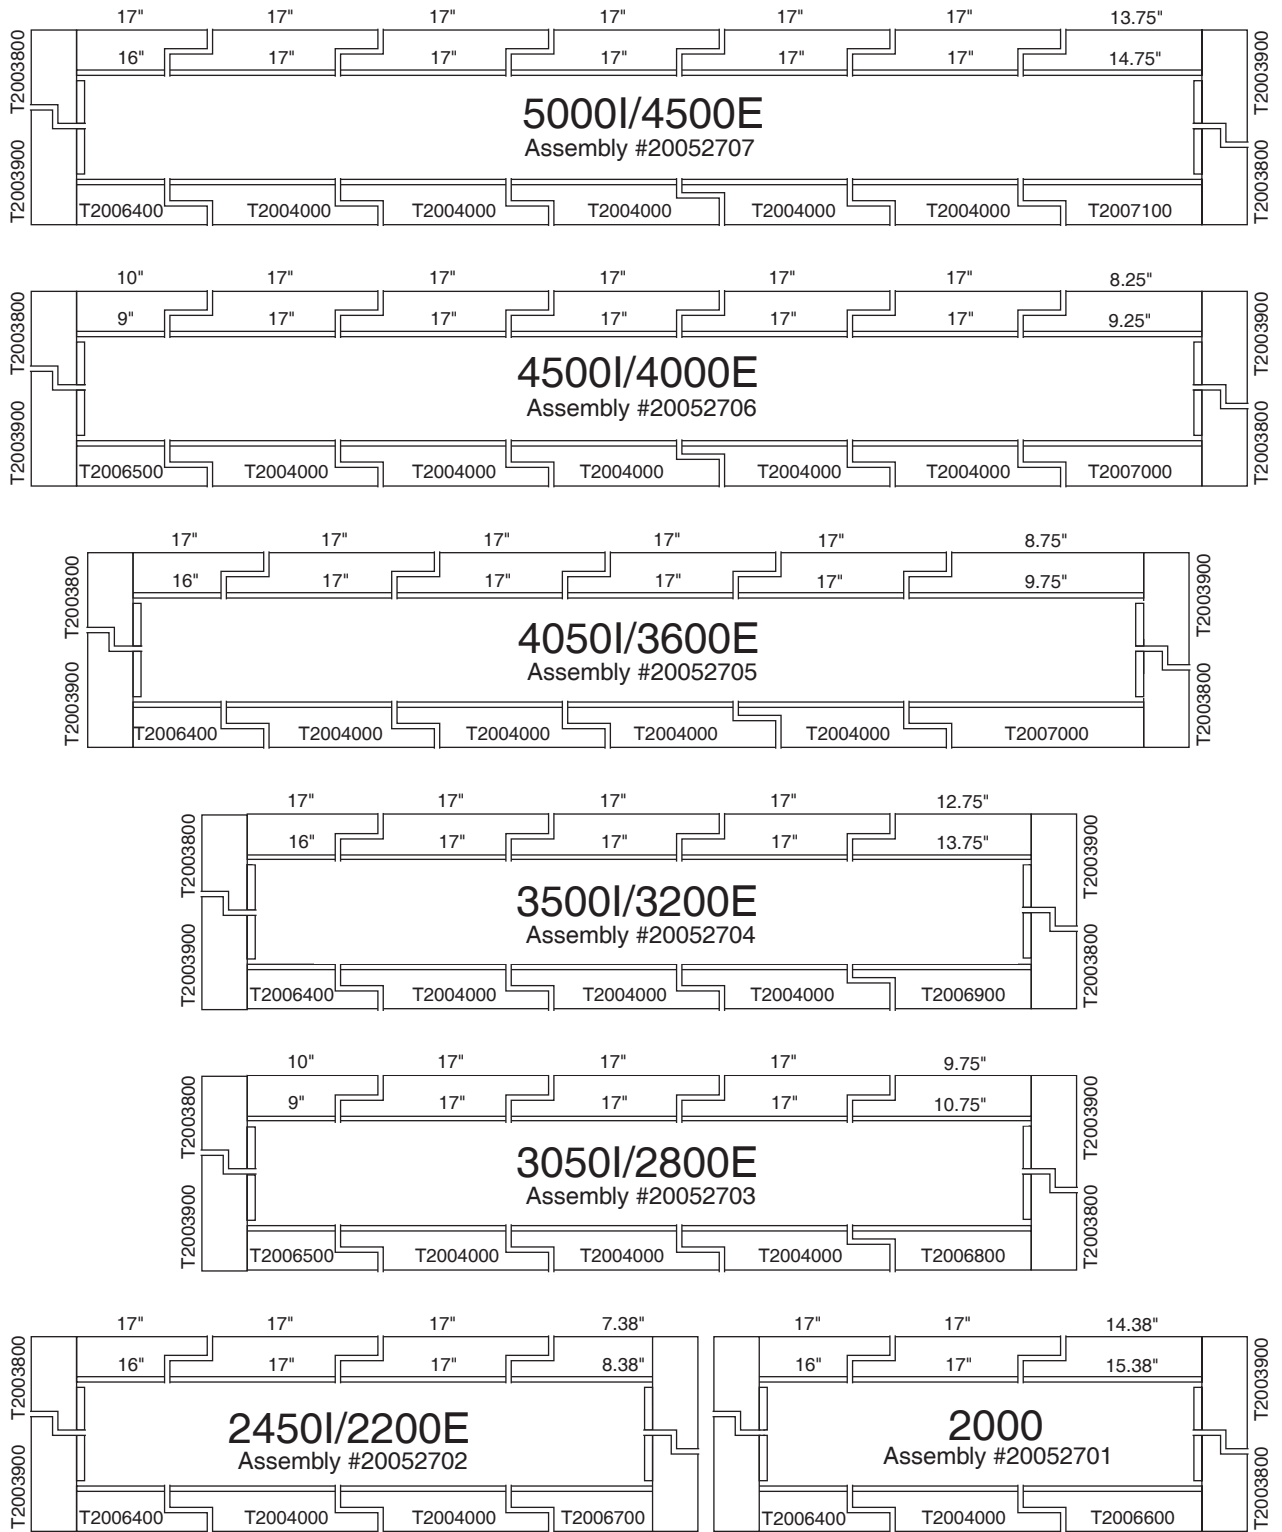 17" 17" 17" 17" 17" 17" 13.75"
16" 17" 17" 17" 17" 17" 14.75"
T2003800 T2003900
5000I/4500E
Assembly #20052707
T2003900 T2003800
T2006400 T2004000 T2004000 T2004000 T2004000 T2004000 T2007100
10" 17" 17" 17" 17" 17" 8.25"
9" 17" 17" 17" 17" 17" 9.25"
T2003800 T2003900
4500I/4000E
Assembly #20052706
T2003900 T2003800
T2006500 T2004000 T2004000 T2004000 T2004000 T2004000 T2007000
17" 17" 17" 17" 17" 8.75"
16" 17" 17" 17" 17" 9.75"
T2003800 T2003900
4050I/3600E
Assembly #20052705
T2003900 T2003800
T2006400 T2004000 T2004000 T2004000 T2004000 T2007000
17" 17" 17" 17" 12.75"
16" 17" 17" 17" 13.75"
T2003800 T2003900
3500I/3200E
Assembly #20052704
T2003900 T2003800
T2006400 T2004000 T2004000 T2004000 T2006900
10" 17" 17" 17" 9.75"
9" 17" 17" 17" 10.75"
T2003800 T2003900
3050I/2800E
Assembly #20052703
T2003900 T2003800
T2006500 T2004000 T2004000 T2004000 T2006800
17" 17" 17" 7.38"
16" 17" 17" 8.38"
T2003800
2450I/2200E
Assembly #20052702
T2003900
T2006400 T2004000 T2004000 T2006700
17" 17" 14.38"
16" 17" 15.38"
T2003900
2000
Assembly #20052701
T2003800
T2006400 T2004000 T2006600